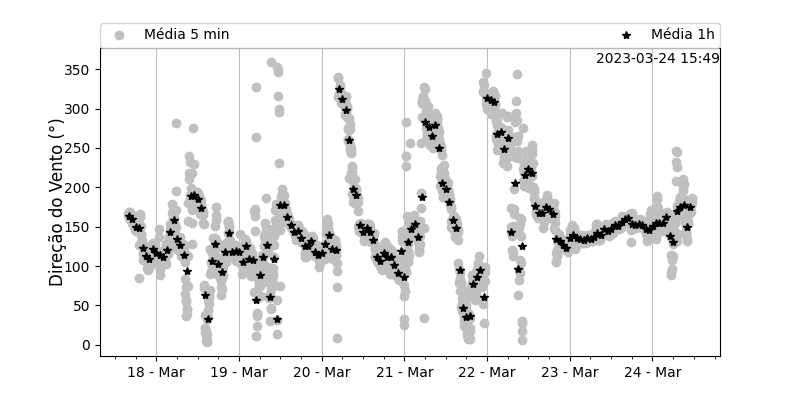 Média 5 min
Média 1h
2023-03-24 15:49
Direção do Vento (°)
350
300
250
200
150
100
50
0
18 - Mar
19 - Mar
20 - Mar
21 - Mar
22 - Mar
23 - Mar
24 - Mar